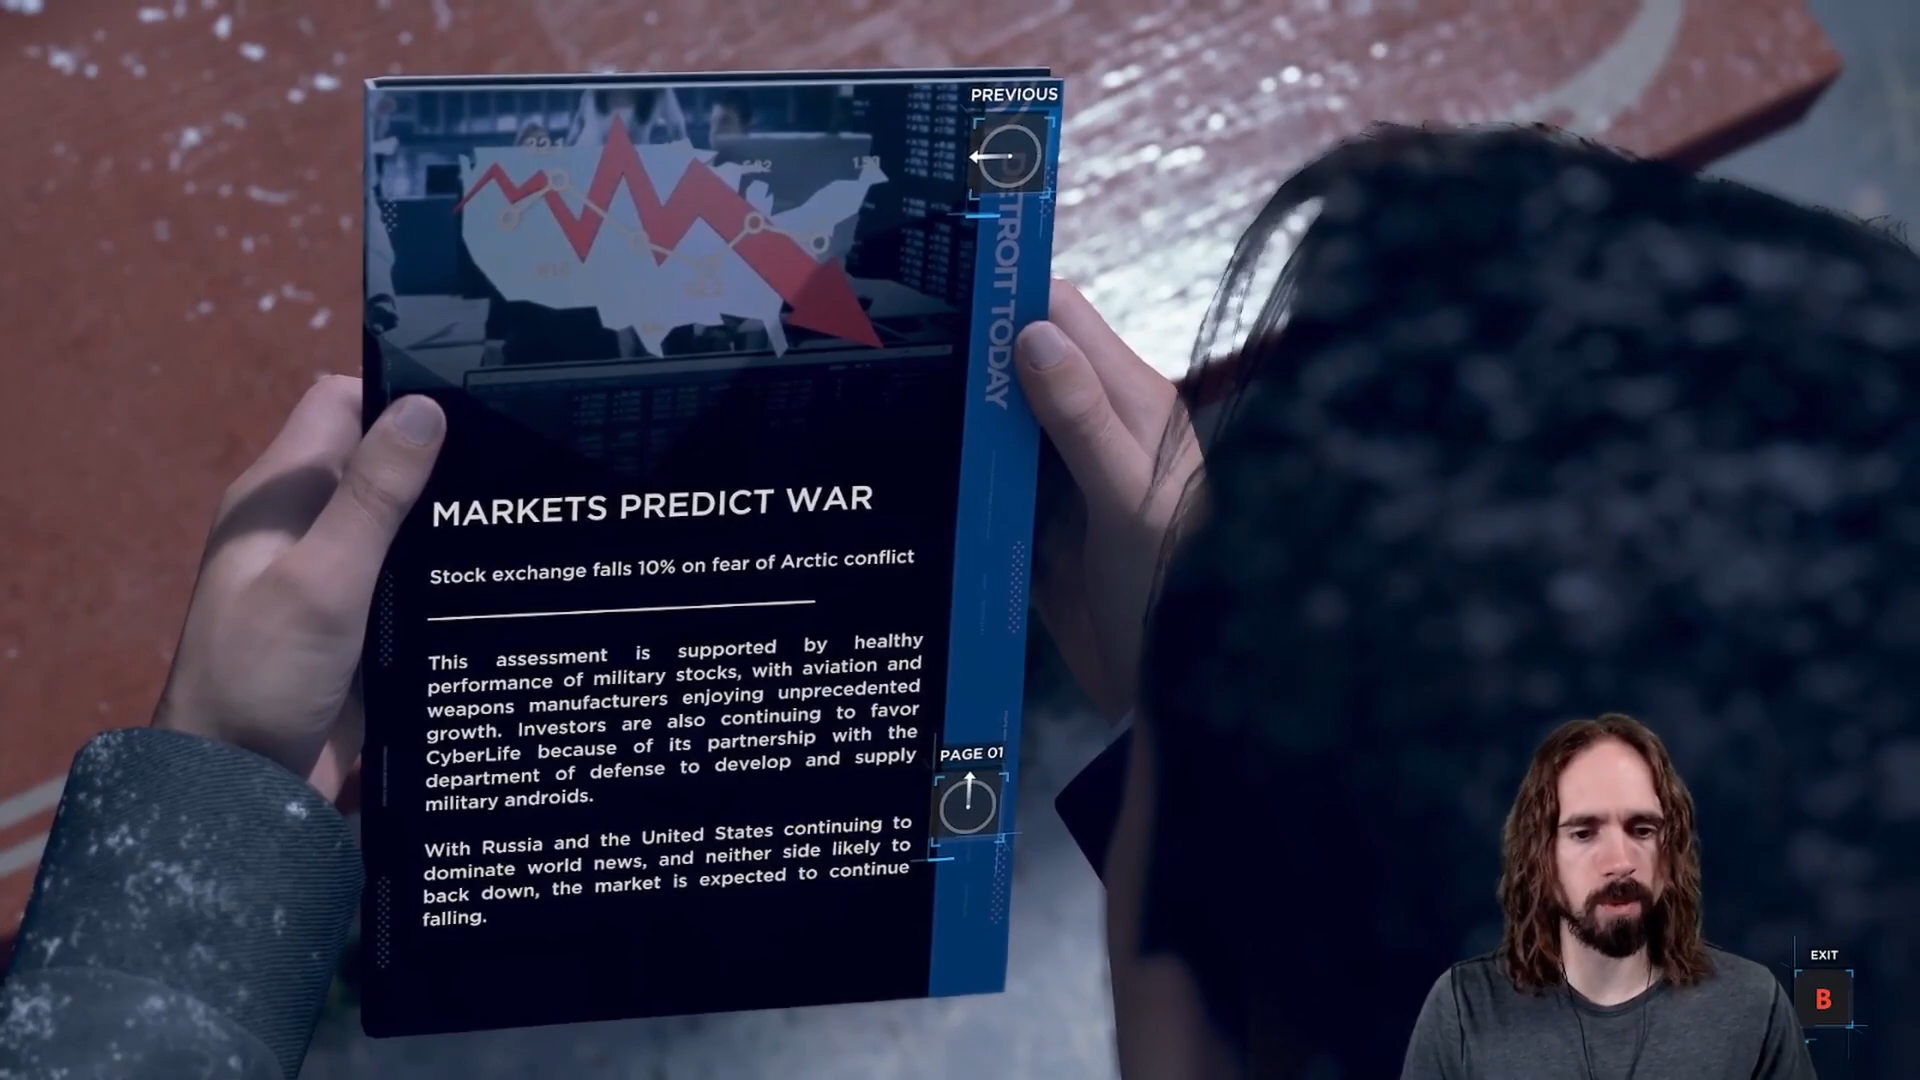 PREVIOUS
DETROIT TODAY
MARKETS PREDICT WAR
Stock exchange falls 10% on fear of Arctic conflict
This assessment is supported by healthy
performance of military stocks, with aviation and
weapons manufacturers enjoying unprecedented
growth. Investors are also continuing to favor
CyberLife because of its partnership with the
department of defense to develop and supply
military androids.
PAGE 01
With Russia and the United States continuing to
dominate world news, and neither side likely to
back down, the market is expected to continue
falling.
EXIT
B